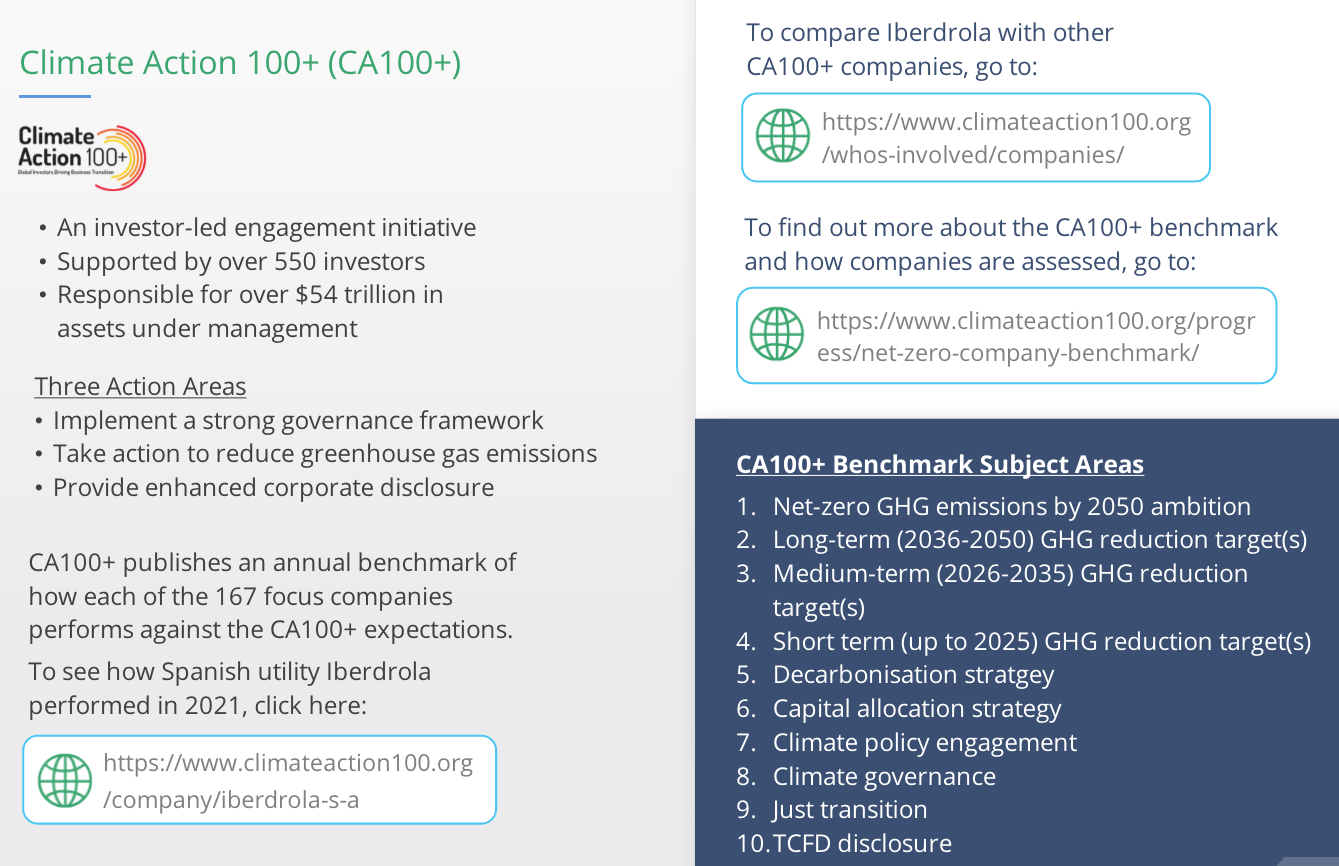 Climate Action 100+ (CA100+)
Climate
Action 100+
Global Investors Driving Business Transition
• An investor-led engagement initiative
• Supported by over 550 investors
• Responsible for over $54 trillion in
assets under management
Three Action Areas
• Implement a strong governance framework
• Take action to reduce greenhouse gas emissions
• Provide enhanced corporate disclosure
CA100+ publishes an annual benchmark of
how each of the 167 focus companies
performs against the CA100+ expectations.
To see how Spanish utility Iberdrola
performed in 2021, click here:
https://www.climateaction100.org
/company/iberdrola-s-a
To compare Iberdrola with other
CA100+ companies, go to:
https://www.climateaction100.org
/whos-involved/companies/
To find out more about the CA100+ benchmark
and how companies are assessed, go to:
https://www.climateaction100.org/progr
ess/net-zero-company-benchmark/
CA100+ Benchmark Subject Areas
1. Net-zero GHG emissions by 2050 ambition
2. Long-term (2036-2050) GHG reduction target(s)
3. Medium-term (2026-2035) GHG reduction
target(s)
4. Short term (up to 2025) GHG reduction target(s)
5. Decarbonisation stratgey
6. Capital allocation strategy
7. Climate policy engagement
8. Climate governance
9. Just transition
10. TCFD disclosure